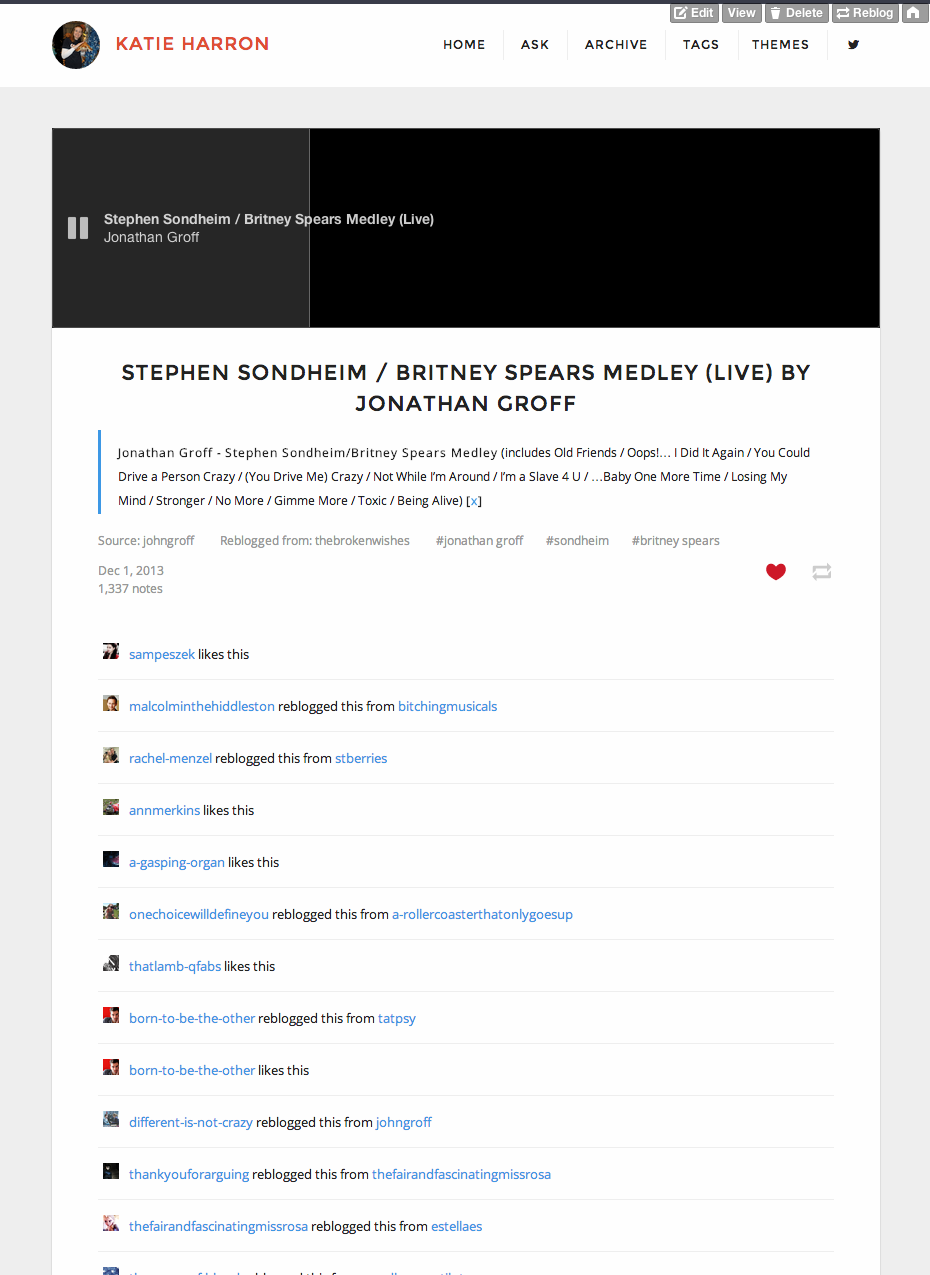 Edit View Delete Reblog
KATIE HARRON
HOME ASK ARCHIVE TAGS THEMES
Stephen Sondheim / Britney Spears Medley (Live)
Jonathan Groff
STEPHEN SONDHEIM / BRITNEY SPEARS MEDLEY (LIVE) BY
JONATHAN GROFF
Jonathan Groff - Stephen Sondheim/Britney Spears Medley (includes Old Friends / Oops!… I Did It Again / You Could
Drive a Person Crazy / (You Drive Me) Crazy / Not While I’m Around / I’m a Slave 4 U / …Baby One More Time / Losing My
Mind / Stronger / No More / Gimme More / Toxic / Being Alive) [x]
Source: johngroff Reblogged from: thebrokenwishes #jonathan groff #sondheim #britney spears
Dec 1, 2013
1,337 notes
sampeszek likes this
malcolminthehiddleston reblogged this from bitchingmusicals
rachel-menzel reblogged this from stberries
annmerkins likes this
a-gasping-organ likes this
onechoicewilldefineyou reblogged this from a-rollercoasterthatonlygoesup
thatlamb-qfabs likes this
born-to-be-the-other reblogged this from tatpsy
born-to-be-the-other likes this
different-is-not-crazy reblogged this from johngroff
thankyouforarguing reblogged this from thefairandfascinatingmissrosa
thefairandfascinatingmissrosa reblogged this from estellaes